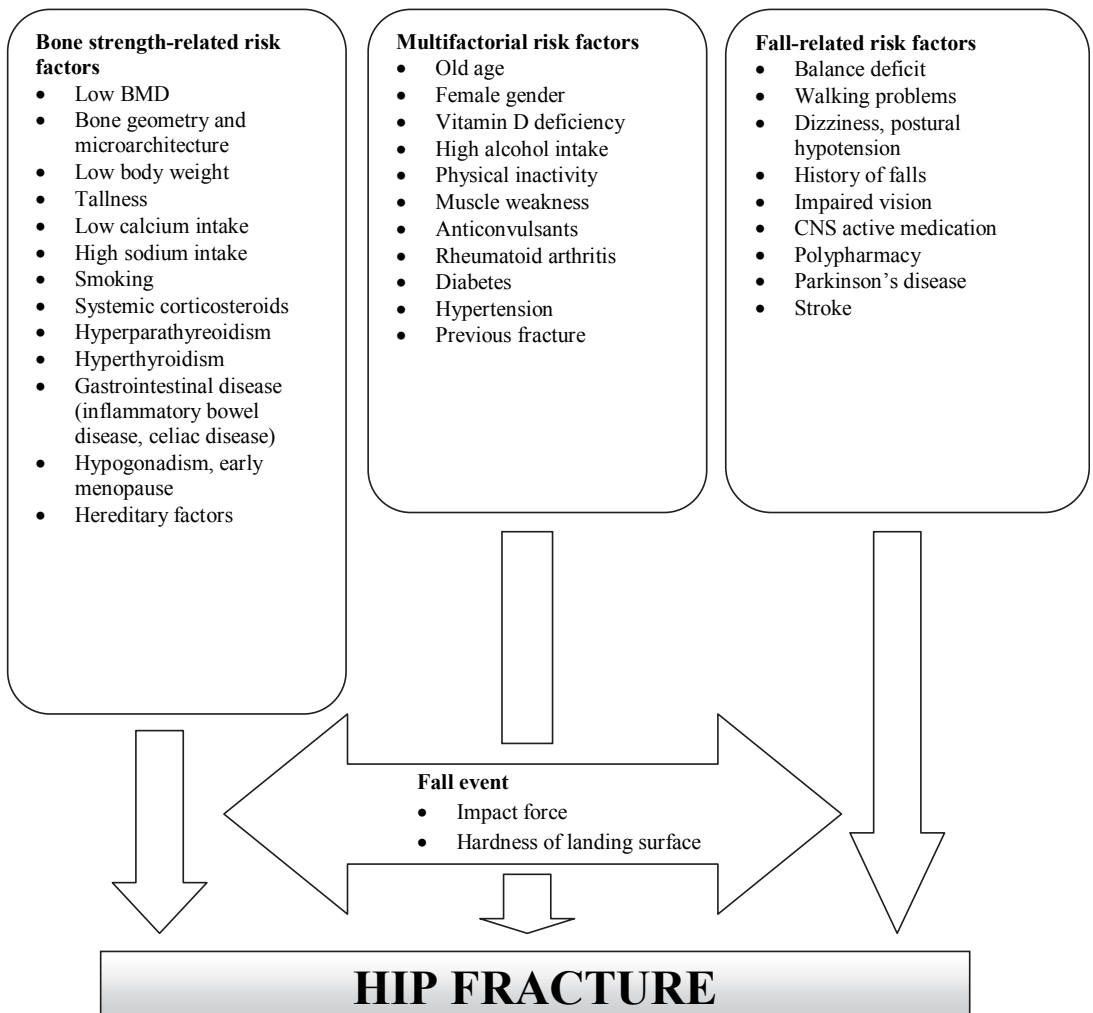 Bone strength-related risk
factors
• Low BMD
• Bone geometry and
microarchitecture
• Low body weight
• Tallness
• Low calcium intake
• High sodium intake
• Smoking
• Systemic corticosteroids
• Hyperparathyreoidism
• Hyperthyroidism
• Gastrointestinal disease
(inflammatory bowel
disease, celiac disease)
• Hypogonadism, early
menopause
• Hereditary factors
Multifactorial risk factors
• Old age
• Female gender
• Vitamin D deficiency
• High alcohol intake
• Physical inactivity
• Muscle weakness
• Anticonvulsants
• Rheumatoid arthritis
• Diabetes
• Hypertension
• Previous fracture
Fall-related risk factors
• Balance deficit
• Walking problems
• Dizziness, postural
hypotension
• History of falls
• Impaired vision
• CNS active medication
• Polypharmacy
• Parkinson’s disease
• Stroke
Fall event
• Impact force
• Hardness of landing surface
HIP FRACTURE